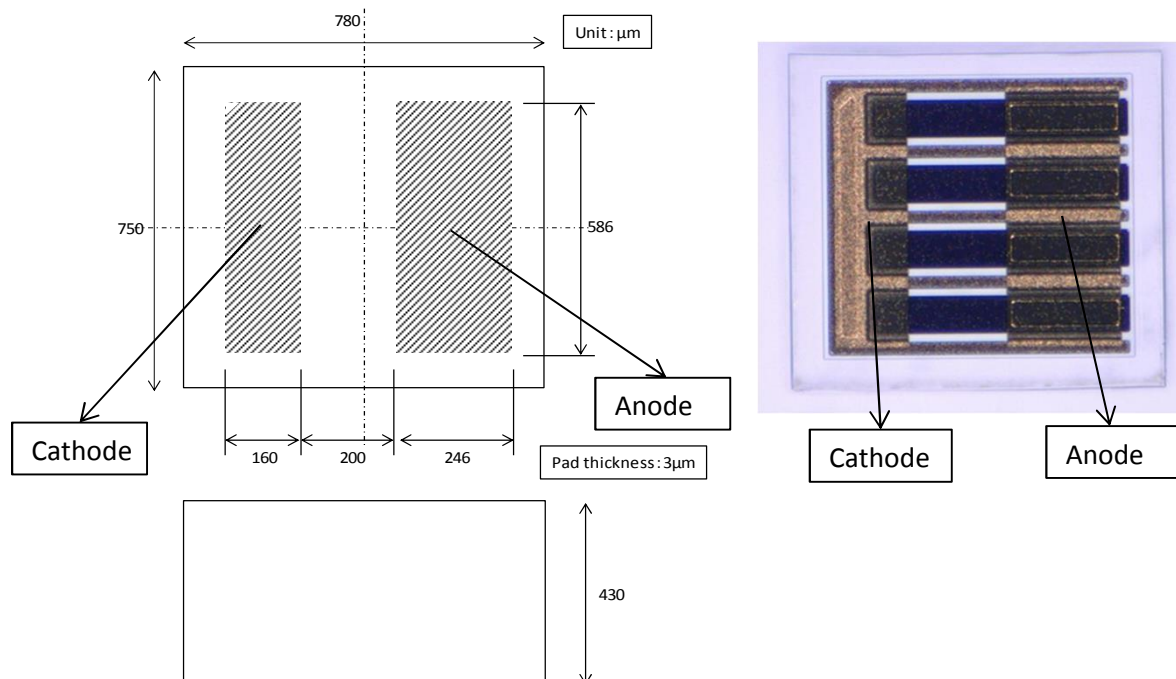 780
Unit : μm
750
586
Cathode
Anode
160
200
246
Pad thickness : 3μm
Cathode
Anode
430